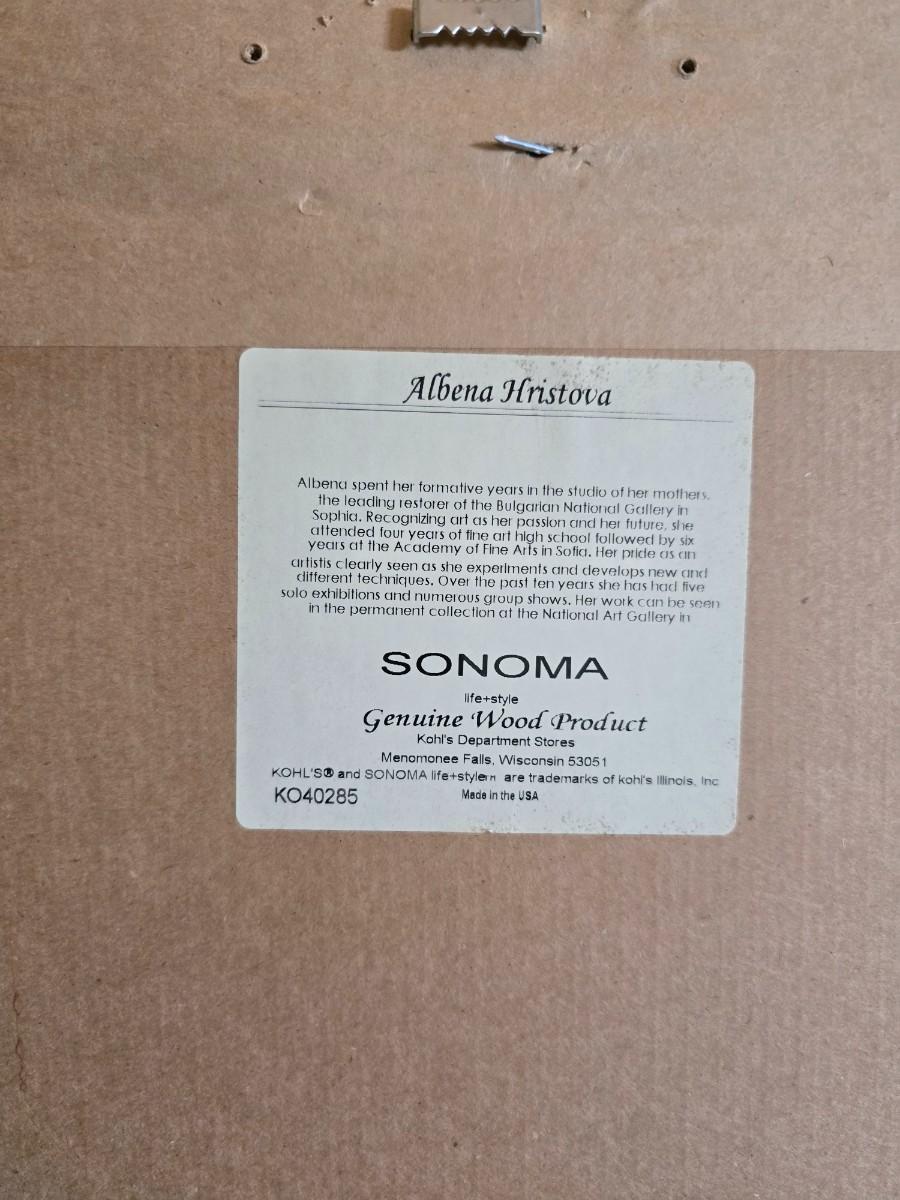 Albena Hristova
Albena spent her formative years in the studio of her mothers,
the leading restorer of the Bulgarian National Gallery in
Sophia. Recognizing art as her passion and her future, she
attended four years of fine art high school followed by six
years at the Academy of Fine Arts in Sofia. Her pride as an
artistis clearly seen as she experiments and develops new and
different techniques. Over the past ten years she has had five
solo exhibitions and numerous group shows. Her work can be seen
in the permanent collection at the National Art Gallery in
SONOMA
life+style
Genuine Wood Product
Kohl's Department Stores
Menomonee Falls, Wisconsin 53051
KOHL'S® and SONOMA life+style™ are trademarks of kohl's Illinois, Inc
KO40285
Made in the USA